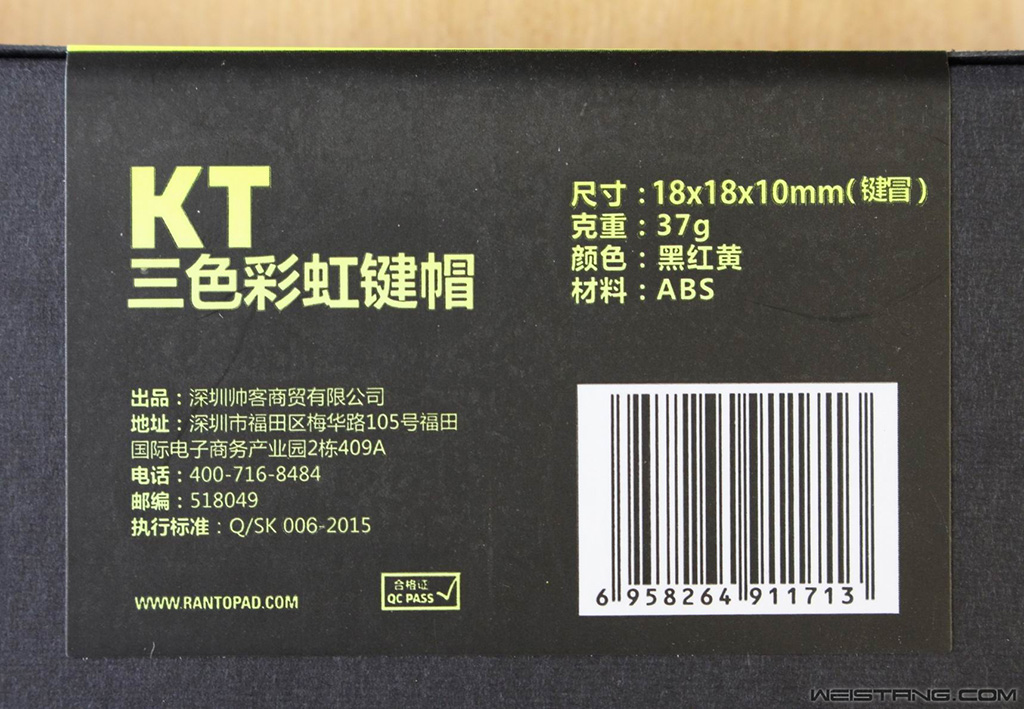 KT
三色彩虹键帽
尺寸：18x18x10mm(键冒)
克重：37g
颜色：黑红黄
材料：ABS
出品：深圳帅客商贸有限公司
地址：深圳市福田区梅华路105号福田
国际电子商务产业园2栋409A
电话：400-716-8484
邮编：518049
执行标准：Q/SK 006-2015
WWW.RANTOPAD.COM
合格证
QC PASS
6 958264 911713
WEISTANG.COM